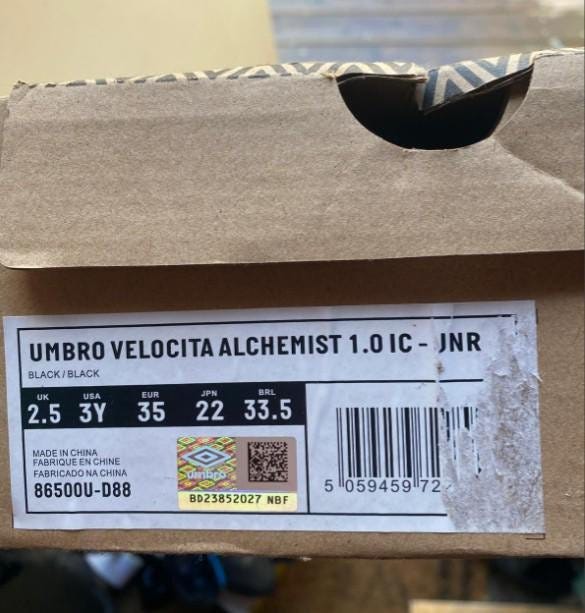 UMBRO VELOCITA ALCHEMIST 1.0 IC - JNR
BLACK / BLACK
UK USA EUR JPN BRL
2.5 3Y 35 22 33.5
MADE IN CHINA
FABRIQUE EN CHINE
FABRICADO NA CHINA
86500U-D88
umbro
BD23852027 NBF
5 059459 72